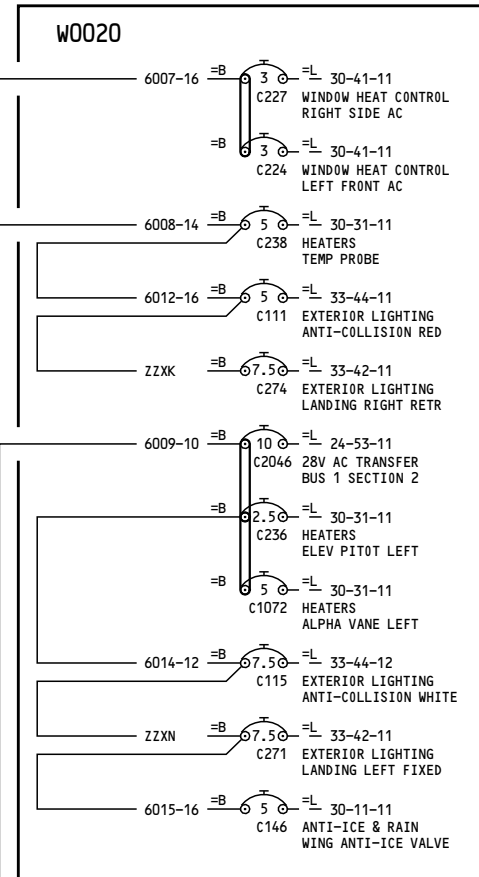 W0020
6007-16 =B 3 =L 30-41-11
C227 WINDOW HEAT CONTROL
RIGHT SIDE AC
=B 3 =L 30-41-11
C224 WINDOW HEAT CONTROL
LEFT FRONT AC
6008-14 =B 5 =L 30-31-11
C238 HEATERS
TEMP PROBE
6012-16 =B 5 =L 33-44-11
C111 EXTERIOR LIGHTING
ANTI-COLLISION RED
ZZXK =B 7.5 =L 33-42-11
C274 EXTERIOR LIGHTING
LANDING RIGHT RETR
6009-10 =B 10 =L 24-53-11
C2046 28V AC TRANSFER
BUS 1 SECTION 2
=B 2.5 =L 30-31-11
C236 HEATERS
ELEV PITOT LEFT
=B 5 =L 30-31-11
C1072 HEATERS
ALPHA VANE LEFT
6014-12 =B 7.5 =L 33-44-12
C115 EXTERIOR LIGHTING
ANTI-COLLISION WHITE
ZZXN =B 7.5 =L 33-42-11
C271 EXTERIOR LIGHTING
LANDING LEFT FIXED
6015-16 =B 5 =L 30-11-11
C146 ANTI-ICE & RAIN
WING ANTI-ICE VALVE